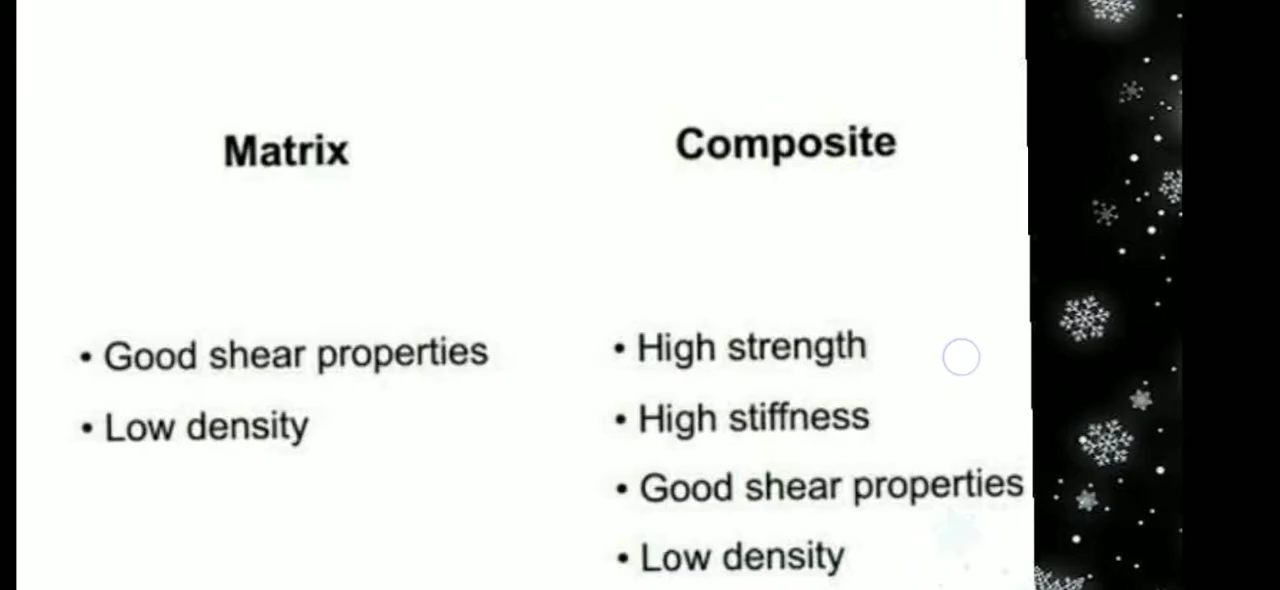 Matrix
Composite
• Good shear properties
• Low density
• High strength
• High stiffness
• Good shear properties
• Low density